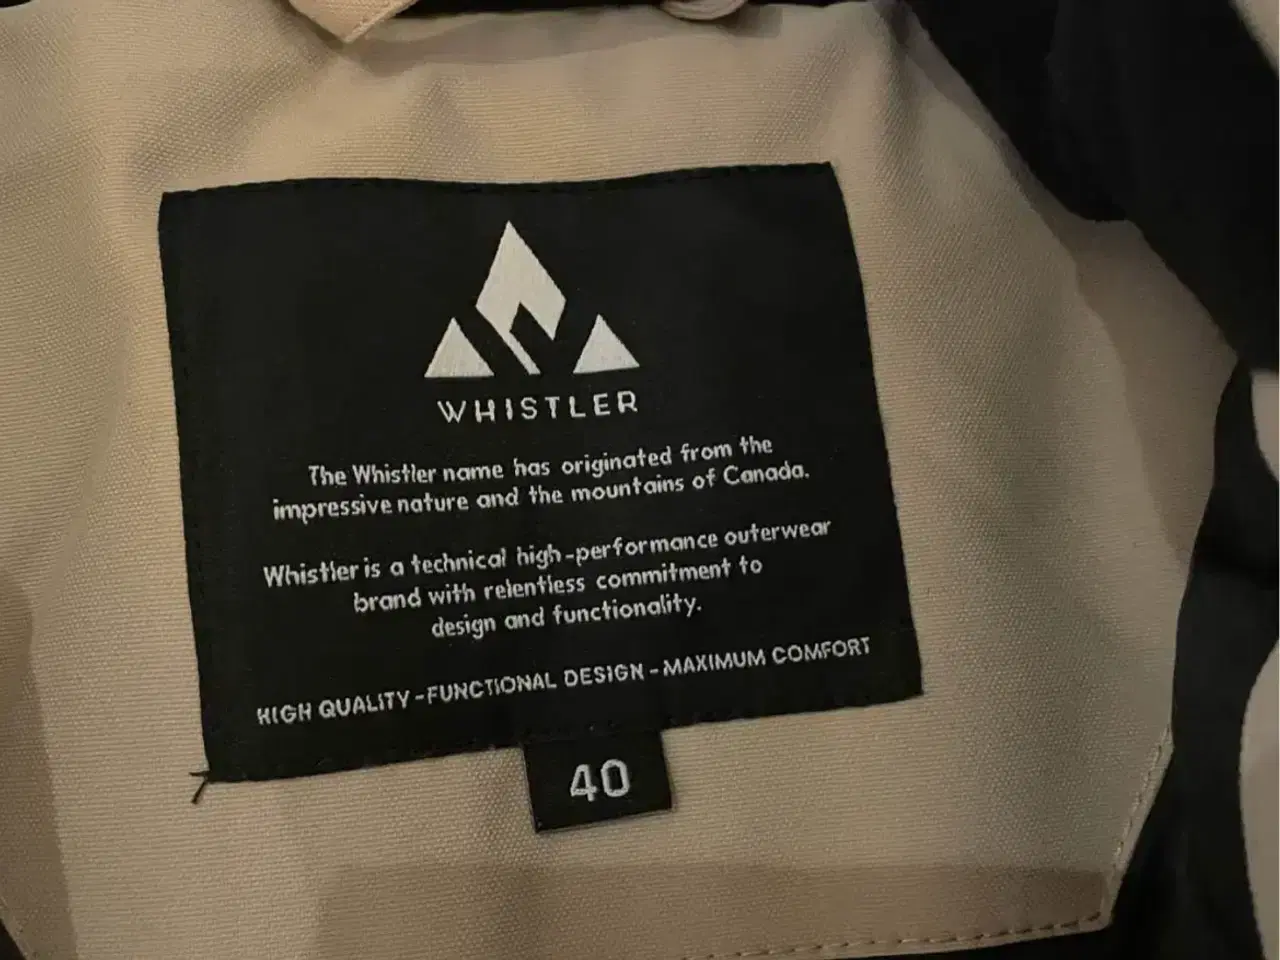 WHISTLER
The Whistler name has originated from the
impressive nature and the mountains of Canada.
Whistler is a technical high-performance outerwear
brand with relentless commitment to
design and functionality.
HIGH QUALITY - FUNCTIONAL DESIGN - MAXIMUM COMFORT
40